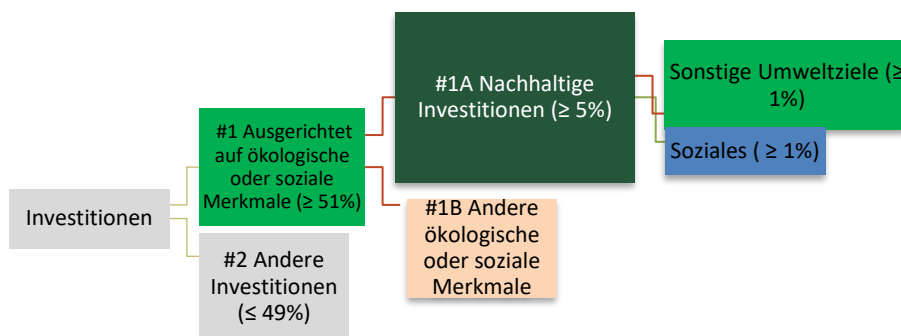 Investitionen
#1 Ausgerichtet
auf ökologische
oder soziale
Merkmale (≥ 51%)
#2 Andere
Investitionen
(≤ 49%)
#1A Nachhaltige
Investitionen (≥ 5%)
#1B Andere
ökologische
oder soziale
Merkmale
Sonstige Umweltziele (≥
1%)
Soziales ( ≥ 1%)